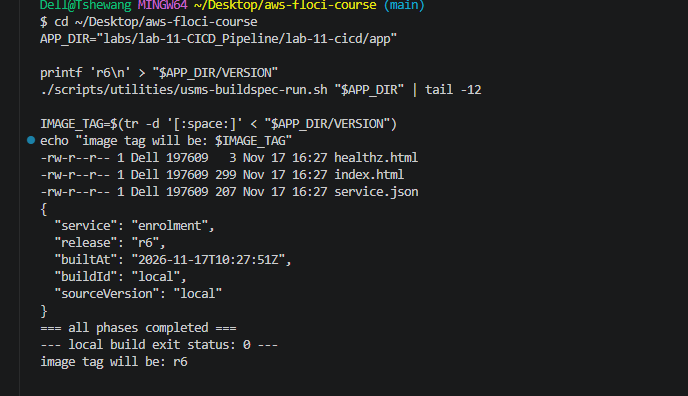 Dell@Tshewang MINGW64 ~/Desktop/aws-floci-course (main)
$ cd ~/Desktop/aws-floci-course
APP_DIR="labs/lab-11-CICD_Pipeline/lab-11-cicd/app"
printf 'r6\n' > "$APP_DIR/VERSION"
./scripts/utilities/usms-buildspec-run.sh "$APP_DIR" | tail -12
IMAGE_TAG=$(tr -d '[:space:]' < "$APP_DIR/VERSION")
echo "image tag will be: $IMAGE_TAG"
-rw-r--r-- 1 Dell 197609   3 Nov 17 16:27 healthz.html
-rw-r--r-- 1 Dell 197609 299 Nov 17 16:27 index.html
-rw-r--r-- 1 Dell 197609 207 Nov 17 16:27 service.json
{
  "service": "enrolment",
  "release": "r6",
  "builtAt": "2026-11-17T10:27:51Z",
  "buildId": "local",
  "sourceVersion": "local"
}
=== all phases completed ===
--- local build exit status: 0 ---
image tag will be: r6